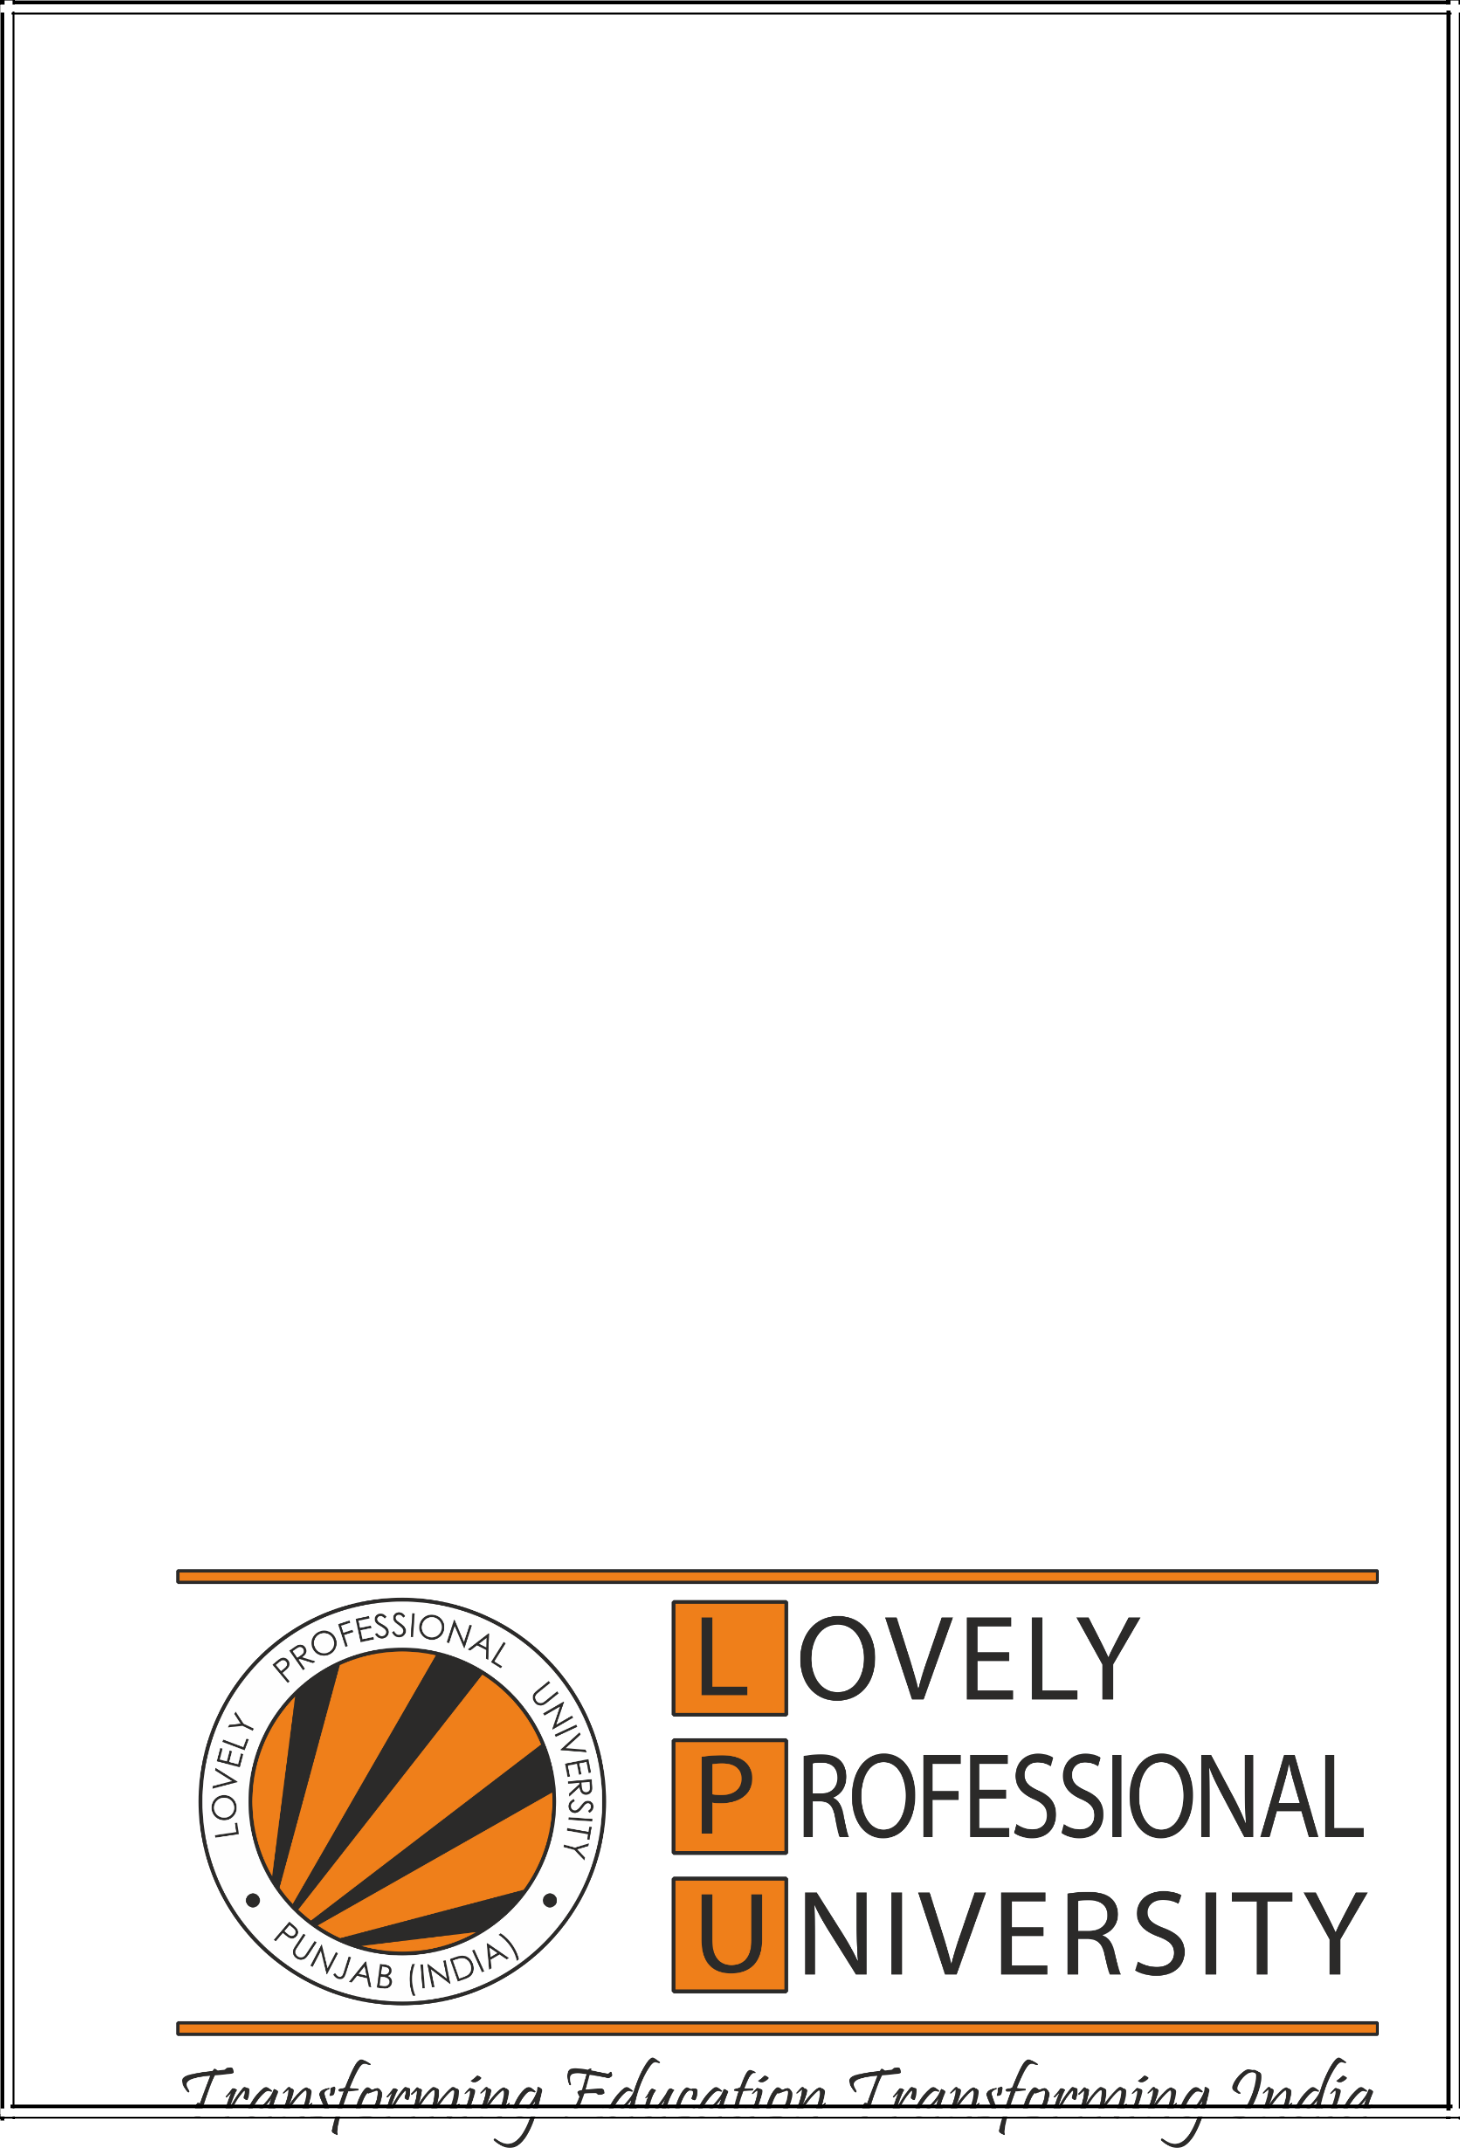 LOVELY PROFESSIONAL UNIVERSITY
PUNJAB (INDIA)
LOVELY
PROFESSIONAL
UNIVERSITY
Transforming Education Transforming India